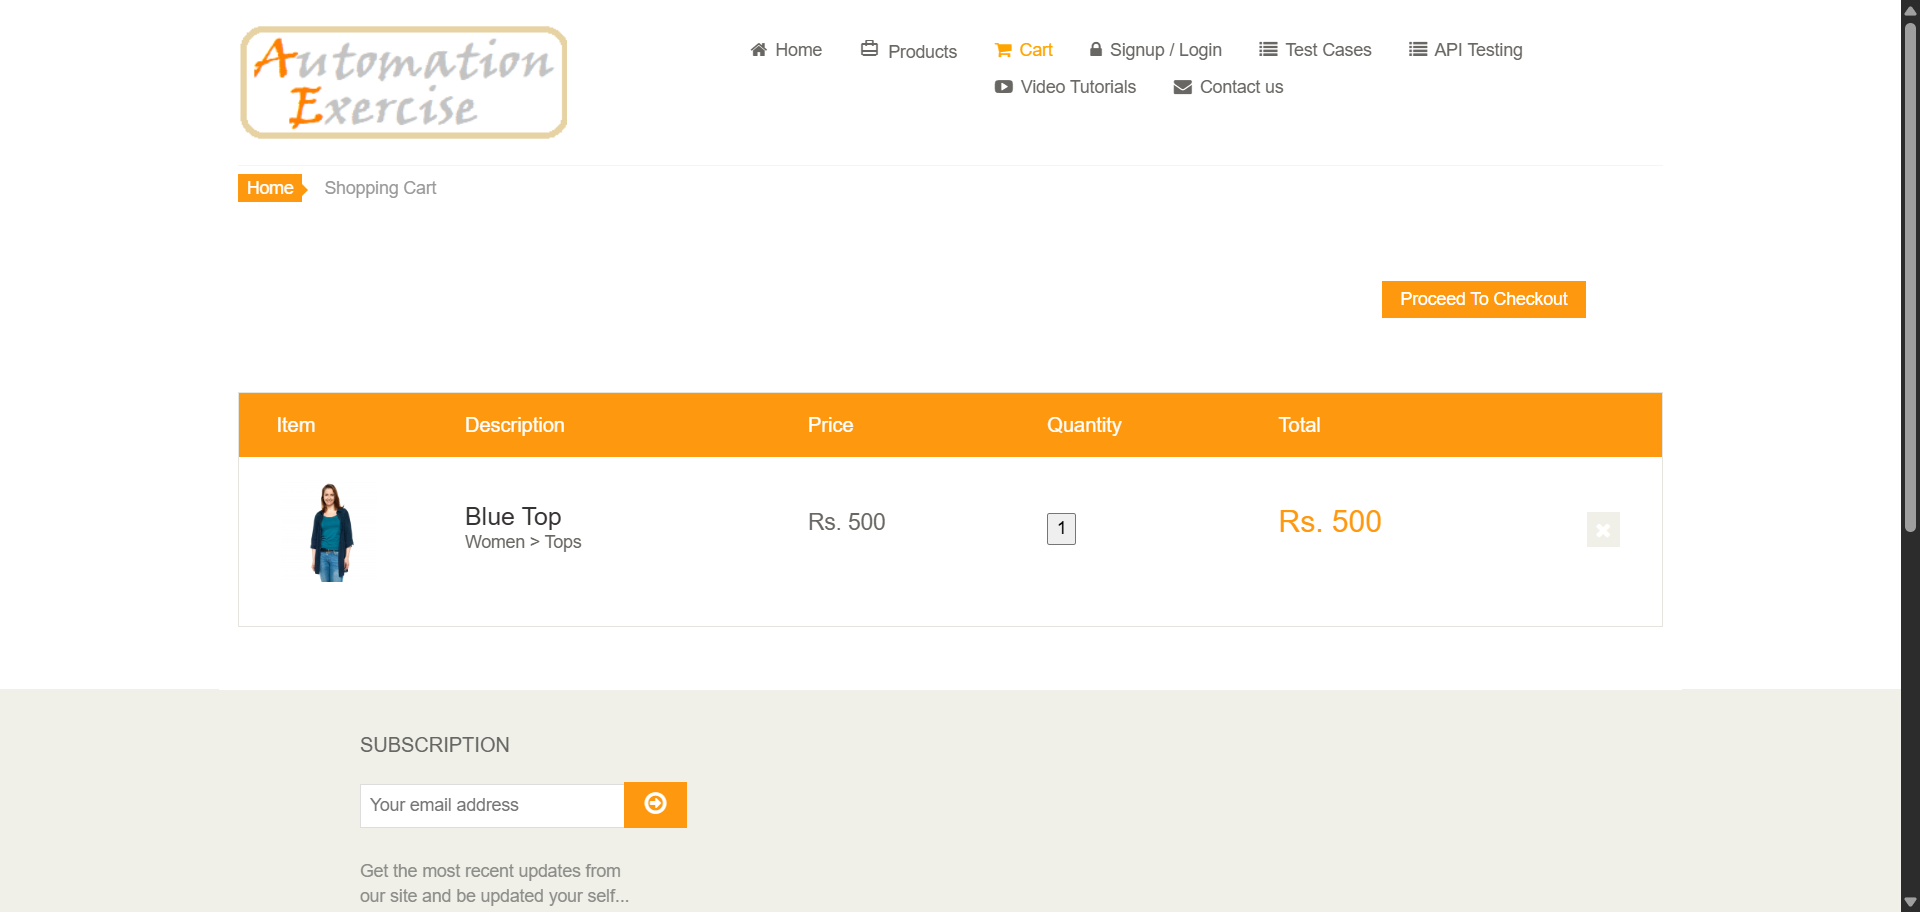 Automation
Exercise
Home
Products
Cart
Signup / Login
Test Cases
API Testing
Video Tutorials
Contact us
Home
Shopping Cart
Proceed To Checkout
Item Description Price Quantity Total
Blue Top
Women > Tops
Rs. 500
1
Rs. 500
SUBSCRIPTION
Your email address
Get the most recent updates from
our site and be updated your self...